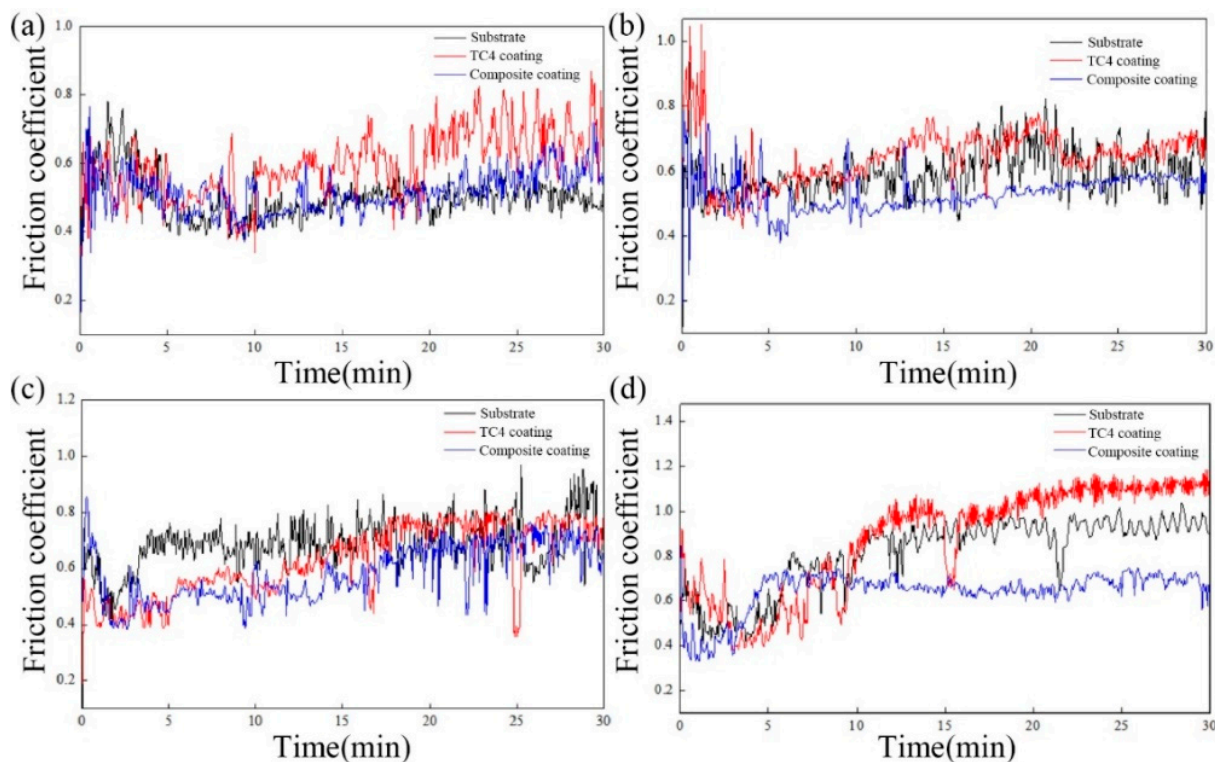 (a)
1.0
0.8
0.6
0.4
0.2
Friction coefficient
Substrate
TC4 coating
Composite coating
0 5 10 15 20 25 30
Time(min)
(b)
1.0
0.8
0.6
0.4
0.2
Friction coefficient
Substrate
TC4 coating
Composite coating
0 5 10 15 20 25 30
Time(min)
(c)
1.2
1.0
0.8
0.6
0.4
0.2
Friction coefficient
Substrate
TC4 coating
Composite coating
0 5 10 15 20 25 30
Time(min)
(d)
1.4
1.2
1.0
0.8
0.6
0.4
0.2
Friction coefficient
Substrate
TC4 coating
Composite coating
0 5 10 15 20 25 30
Time(min)